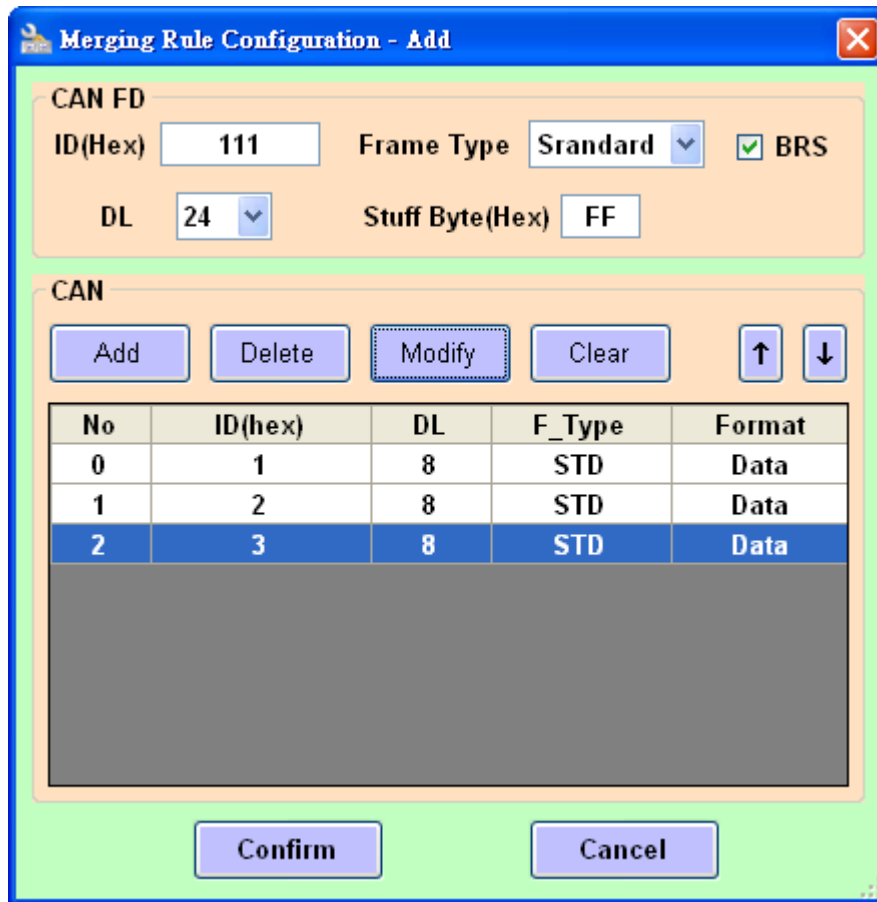 Merging Rule Configuration - Add
CAN FD
ID(Hex) 111 Frame Type Srandard BRS
DL 24 Stuff Byte(Hex) FF
CAN
Add Delete Modify Clear ↑ ↓
No ID(hex) DL F_Type Format
0 1 8 STD Data
1 2 8 STD Data
2 3 8 STD Data
Confirm Cancel